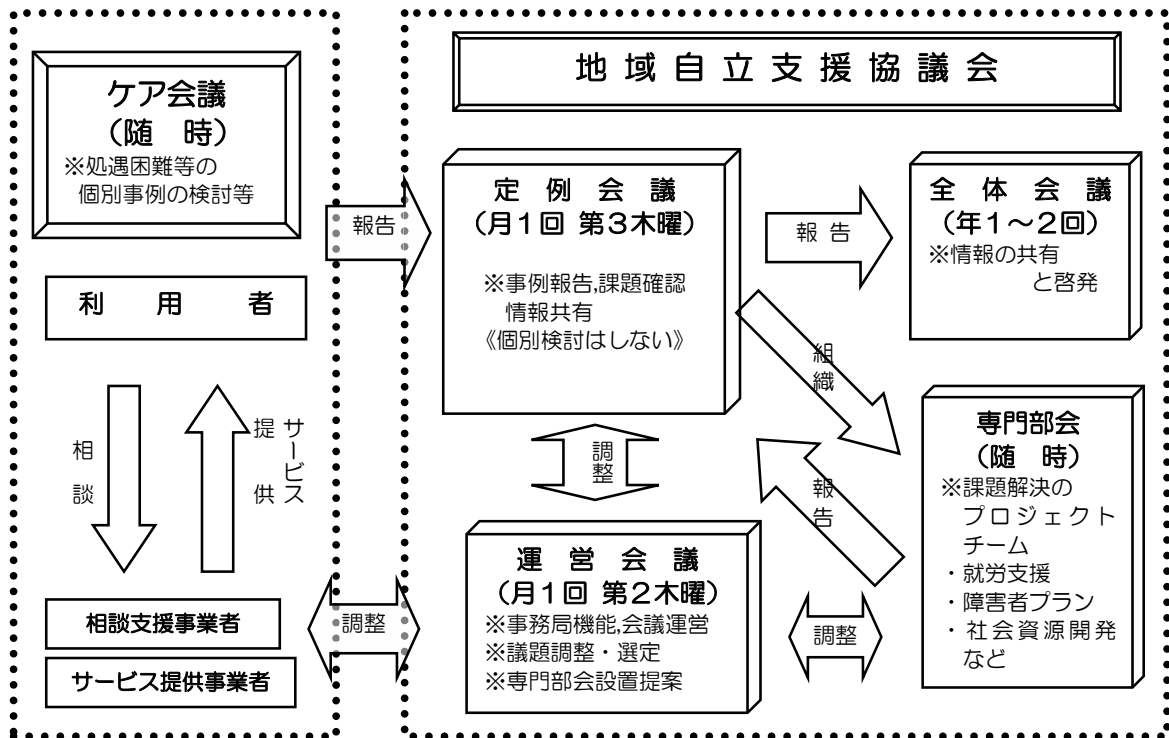 ケア会議
（随　時）
※処遇困難等の
個別事例の検討等
利　用　者
相談
サービス
提供
相談支援事業者
サービス提供事業者
報告
調整
地域自立支援協議会
定例会議
（月１回 第３木曜）
※事例報告,課題確認
情報共有
《個別検討はしない》
報告
全体会議
（年１～２回）
※情報の共有
と啓発
組織
報告
調整
専門部会
（随　時）
※課題解決の
プロジェクト
チーム
・就労支援
・障害者プラン
・社会資源開発
など
運営会議
（月１回 第２木曜）
※事務局機能,会議運営
※議題調整・選定
※専門部会設置提案
調整